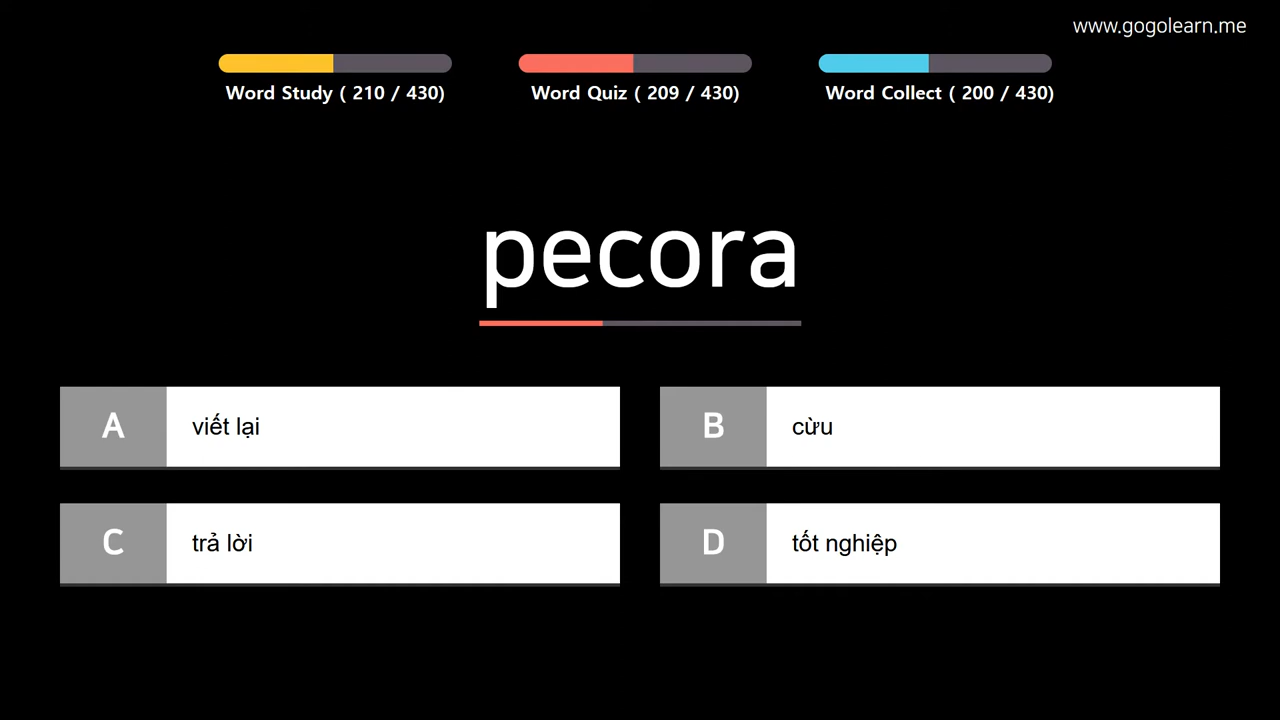 www.gogolearn.me
Word Study ( 210 / 430)
Word Quiz ( 209 / 430)
Word Collect ( 200 / 430)
pecora
A viết lại
B cừu
C trả lời
D tốt nghiệp